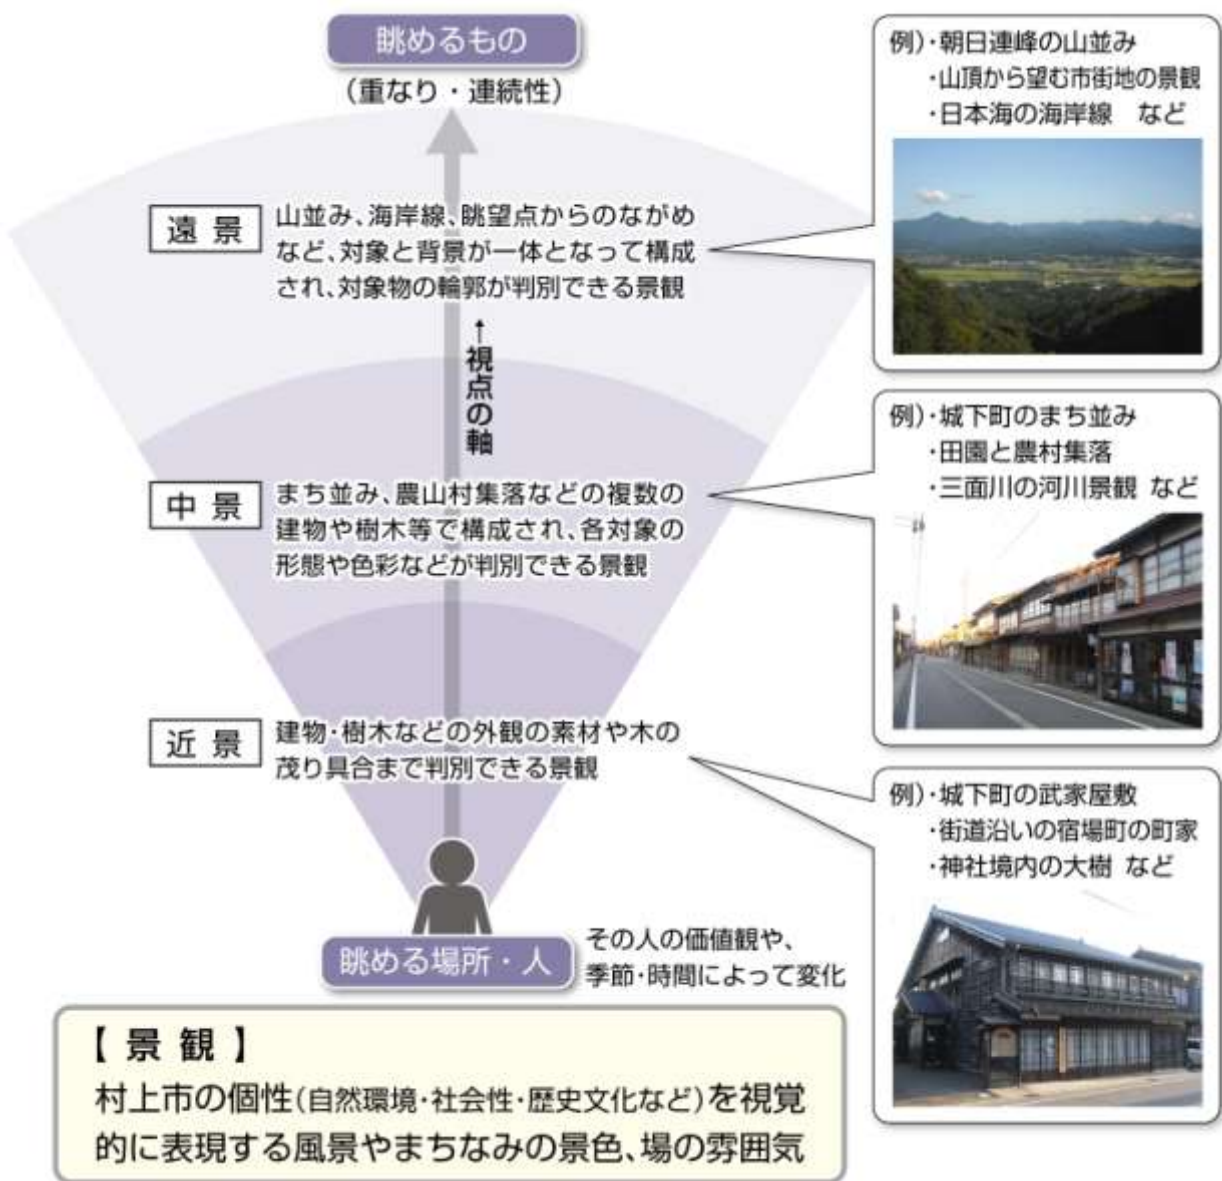 眺めるもの
(重なり・連続性)
遠景
山並み、海岸線、眺望点からのながめ
など、対象と背景が一体となって構成
され、対象物の輪郭が判別できる景観
例)・朝日連峰の山並み
・山頂から望む市街地の景観
・日本海の海岸線 など
↑視点の軸
中景
まち並み、農山村集落などの複数の
建物や樹木等で構成され、各対象の
形態や色彩などが判別できる景観
例)・城下町のまち並み
・田園と農村集落
・三面川の河川景観 など
近景
建物・樹木などの外観の素材や木の
茂り具合まで判別できる景観
例)・城下町の武家屋敷
・街道沿いの宿場町の町家
・神社境内の大樹 など
眺める場所・人
その人の価値観や、
季節・時間によって変化
【景観】
村上市の個性(自然環境・社会性・歴史文化など)を視覚
的に表現する風景やまちなみの景色、場の雰囲気